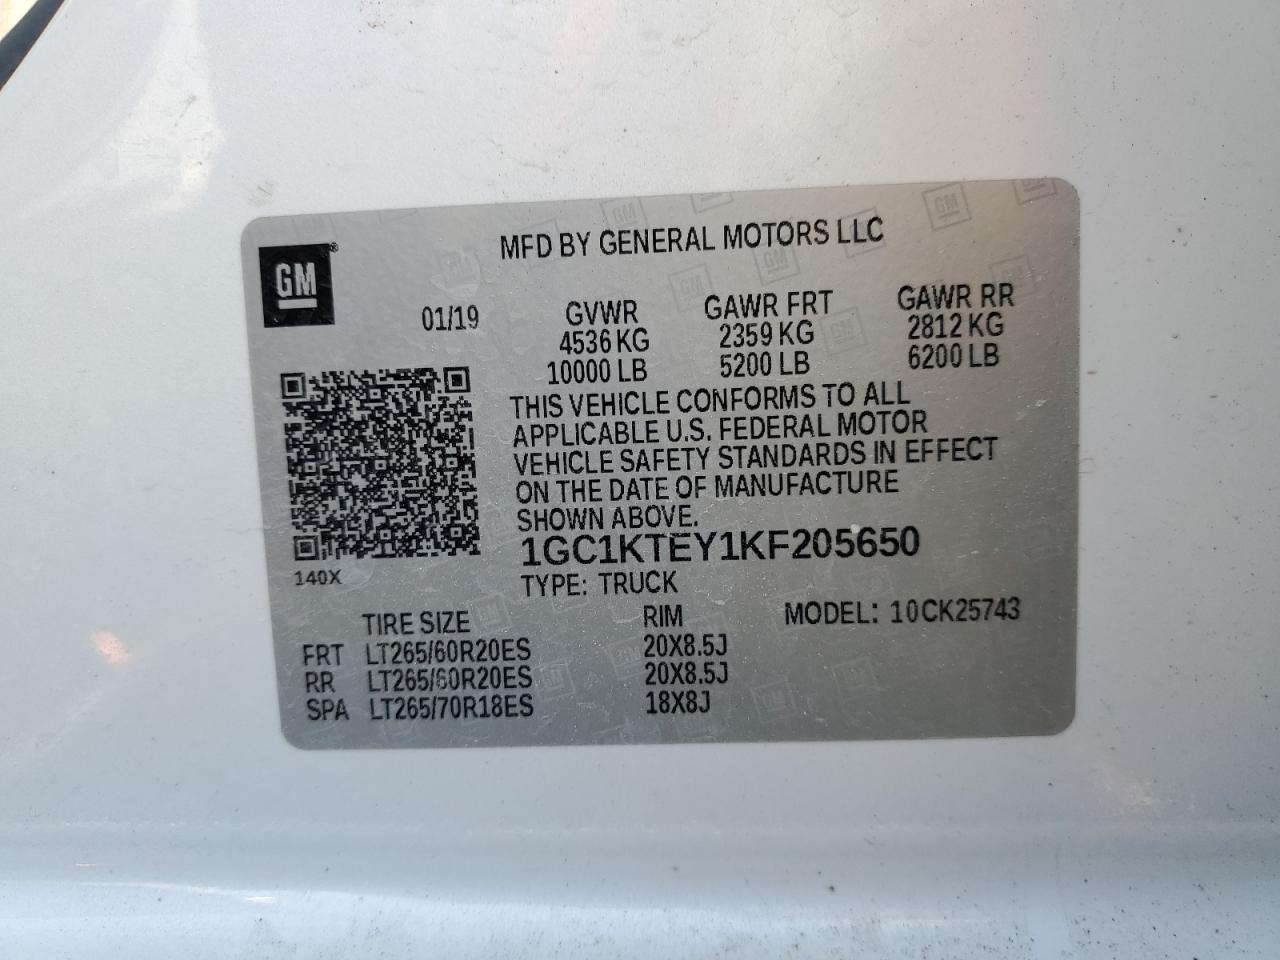 GM®
MFD BY GENERAL MOTORS LLC
01/19 GVWR GAWR FRT GAWR RR
4536 KG 2359 KG 2812 KG
10000 LB 5200 LB 6200 LB
THIS VEHICLE CONFORMS TO ALL
APPLICABLE U.S. FEDERAL MOTOR
VEHICLE SAFETY STANDARDS IN EFFECT
ON THE DATE OF MANUFACTURE
SHOWN ABOVE.
1GC1KTEY1KF205650
140X
TYPE: TRUCK
TIRE SIZE RIM MODEL: 10CK25743
FRT LT265/60R20ES 20X8.5J
RR LT265/60R20ES 20X8.5J
SPA LT265/70R18ES 18X8J